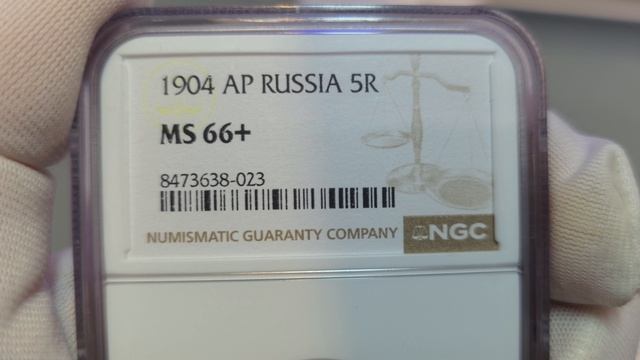 1904 AP RUSSIA 5R
MS 66+
8473638-023
NUMISMATIC GUARANTY COMPANY NGC